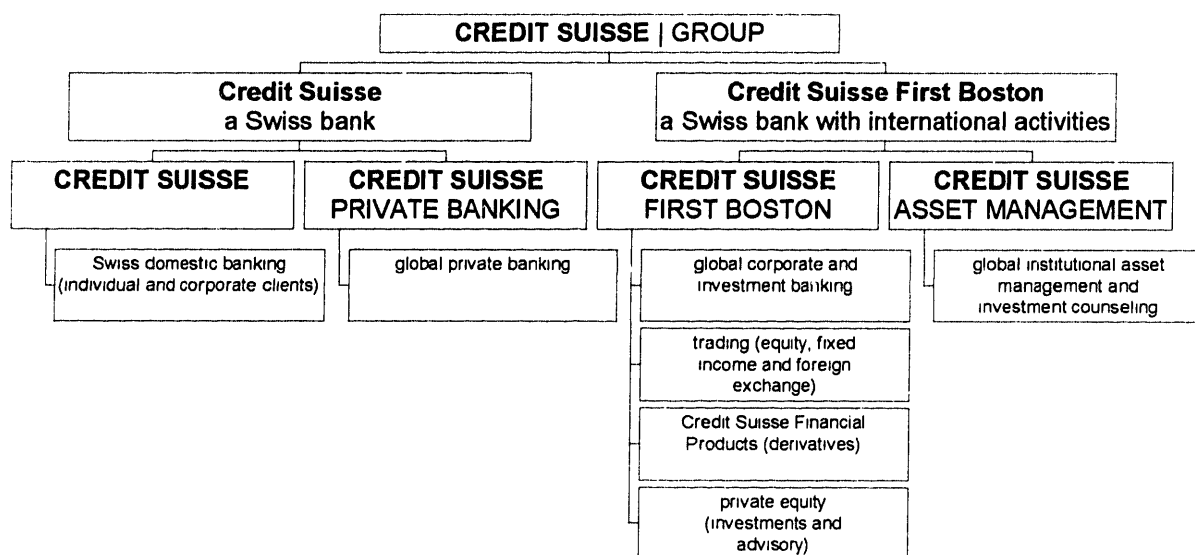 CREDIT SUISSE | GROUP
Credit Suisse
a Swiss bank
Credit Suisse First Boston
a Swiss bank with international activities
CREDIT SUISSE
CREDIT SUISSE
PRIVATE BANKING
CREDIT SUISSE
FIRST BOSTON
CREDIT SUISSE
ASSET MANAGEMENT
Swiss domestic banking
(individual and corporate clients)
global private banking
global corporate and
investment banking
global institutional asset
management and
investment counseling
trading (equity, fixed
income and foreign
exchange)
Credit Suisse Financial
Products (derivatives)
private equity
(investments and
advisory)